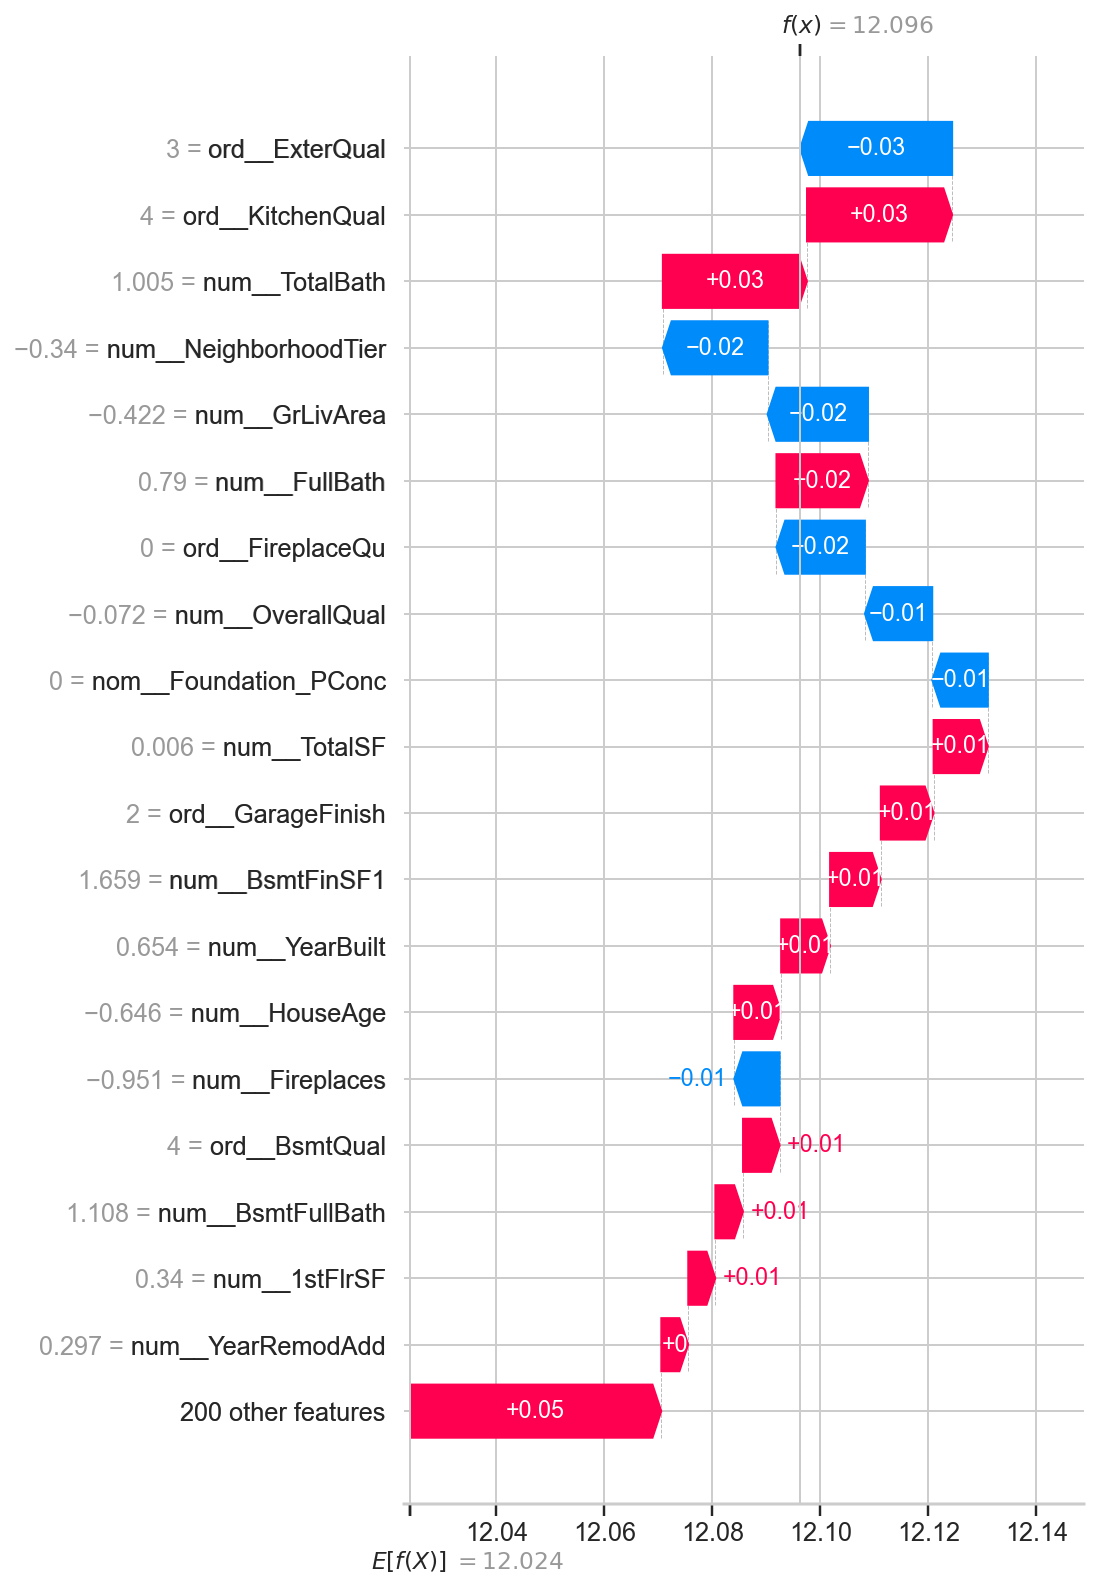 f(x) = 12.096
3 = ord__ExterQual −0.03
4 = ord__KitchenQual +0.03
1.005 = num__TotalBath +0.03
−0.34 = num__NeighborhoodTier −0.02
−0.422 = num__GrLivArea −0.02
0.79 = num__FullBath +0.02
0 = ord__FireplaceQu −0.02
−0.072 = num__OverallQual −0.01
0 = nom__Foundation_PConc −0.01
0.006 = num__TotalSF +0.01
2 = ord__GarageFinish +0.01
1.659 = num__BsmtFinSF1 +0.01
0.654 = num__YearBuilt +0.01
−0.646 = num__HouseAge +0.01
−0.951 = num__Fireplaces −0.01
4 = ord__BsmtQual +0.01
1.108 = num__BsmtFullBath +0.01
0.34 = num__1stFlrSF +0.01
0.297 = num__YearRemodAdd +0
200 other features +0.05
12.04 12.06 12.08 12.10 12.12 12.14
E[f(X)] = 12.024